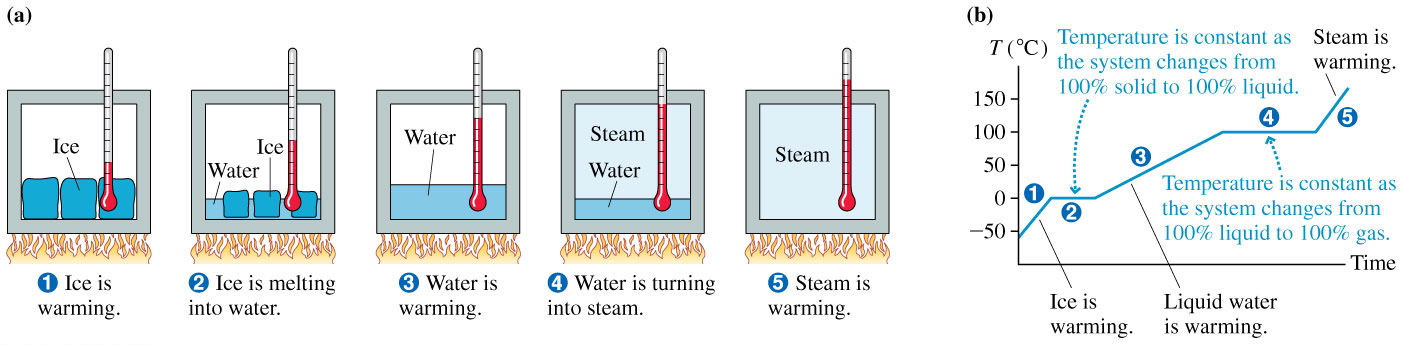 (a)
Ice
Water
Ice
Water
Steam
Water
Steam
1 Ice is
warming.
2 Ice is melting
into water.
3 Water is
warming.
4 Water is turning
into steam.
5 Steam is
warming.
(b)
T (°C)
Temperature is constant as
the system changes from
100% solid to 100% liquid.
Steam is
warming.
150
100
50
0
−50
1
2
3
4
5
Temperature is constant as
the system changes from
100% liquid to 100% gas.
Time
Ice is
warming.
Liquid water
is warming.